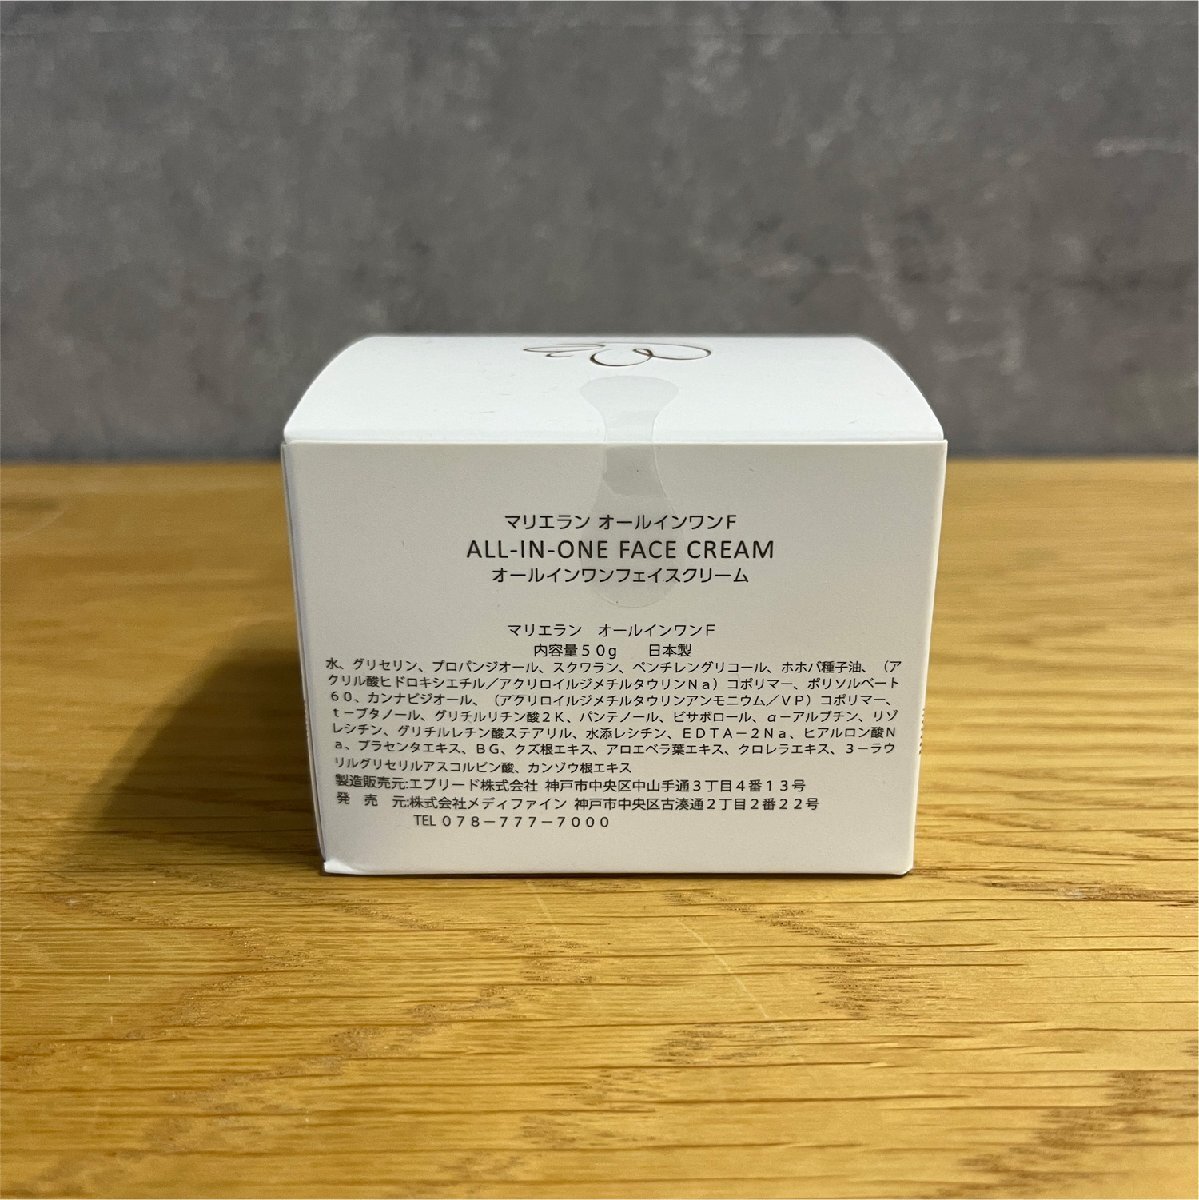 マリエラン オールインワンF
ALL-IN-ONE FACE CREAM
オールインワンフェイスクリーム
マリエラン　オールインワンF
内容量５０g　　日本製
水、グリセリン、プロパンジオール、スクワラン、ペンチレングリコール、ホホバ種子油、（ア
クリル酸ヒドロキシエチル／アクリロイルジメチルタウリンＮａ）コポリマー、ポリソルベート
６０、カンナビジオール、（アクリロイルジメチルタウリンアンモニウム／ＶＰ）コポリマー、
ｔ－ブタノール、グリチルリチン酸２Ｋ、パンテノール、ビサボロール、α－アルブチン、リゾ
レシチン、グリチルレチン酸ステアリル、水添レシチン、ＥＤＴＡ－２Ｎａ、ヒアルロン酸Ｎ
ａ、プラセンタエキス、ＢＧ、クズ根エキス、アロエベラ葉エキス、クロレラエキス、３－ラウ
リルグリセリルアスコルビン酸、カンゾウ根エキス
製造販売元:エブリード株式会社 神戸市中央区中山手通３丁目４番１３号
発　売　元:株式会社メディファイン 神戸市中央区古湊通２丁目２番２２号
TEL ０７８－７７７－７０００